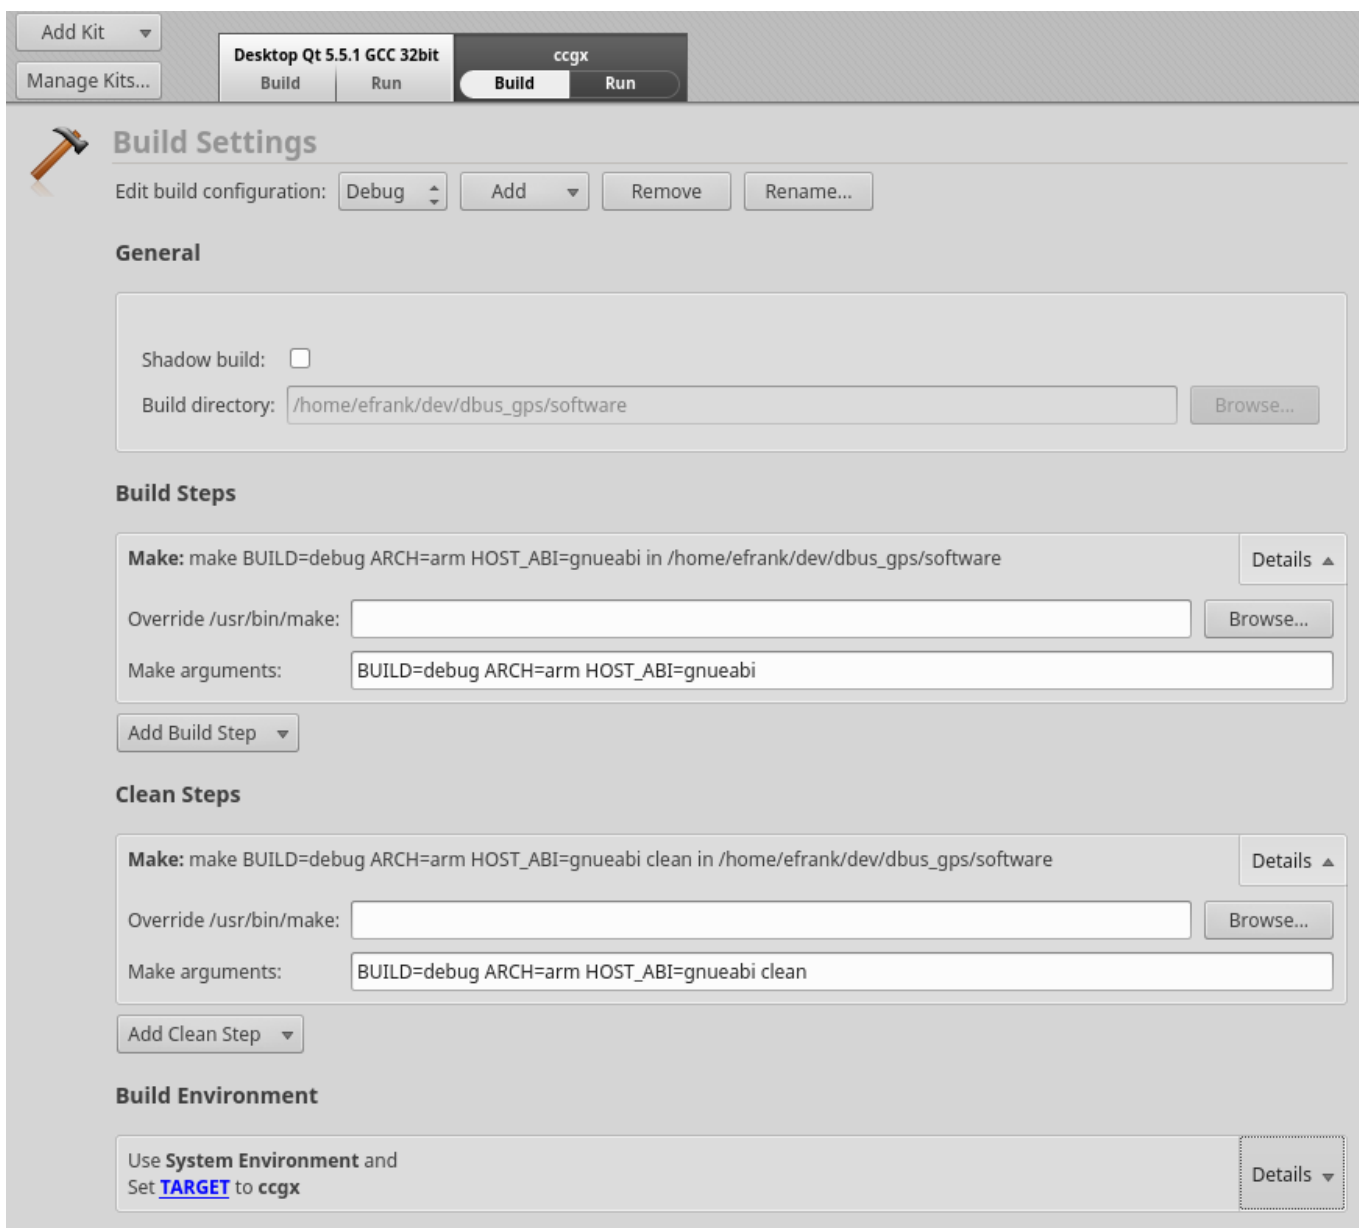 Add Kit
Manage Kits...
Desktop Qt 5.5.1 GCC 32bit
Build Run
ccgx
Build Run
Build Settings
Edit build configuration: Debug Add Remove Rename...
General
Shadow build:
Build directory: /home/efrank/dev/dbus_gps/software Browse...
Build Steps
Make: make BUILD=debug ARCH=arm HOST_ABI=gnueabi in /home/efrank/dev/dbus_gps/software Details
Override /usr/bin/make: Browse...
Make arguments: BUILD=debug ARCH=arm HOST_ABI=gnueabi
Add Build Step
Clean Steps
Make: make BUILD=debug ARCH=arm HOST_ABI=gnueabi clean in /home/efrank/dev/dbus_gps/software Details
Override /usr/bin/make: Browse...
Make arguments: BUILD=debug ARCH=arm HOST_ABI=gnueabi clean
Add Clean Step
Build Environment
Use System Environment and
Set TARGET to ccgx
Details